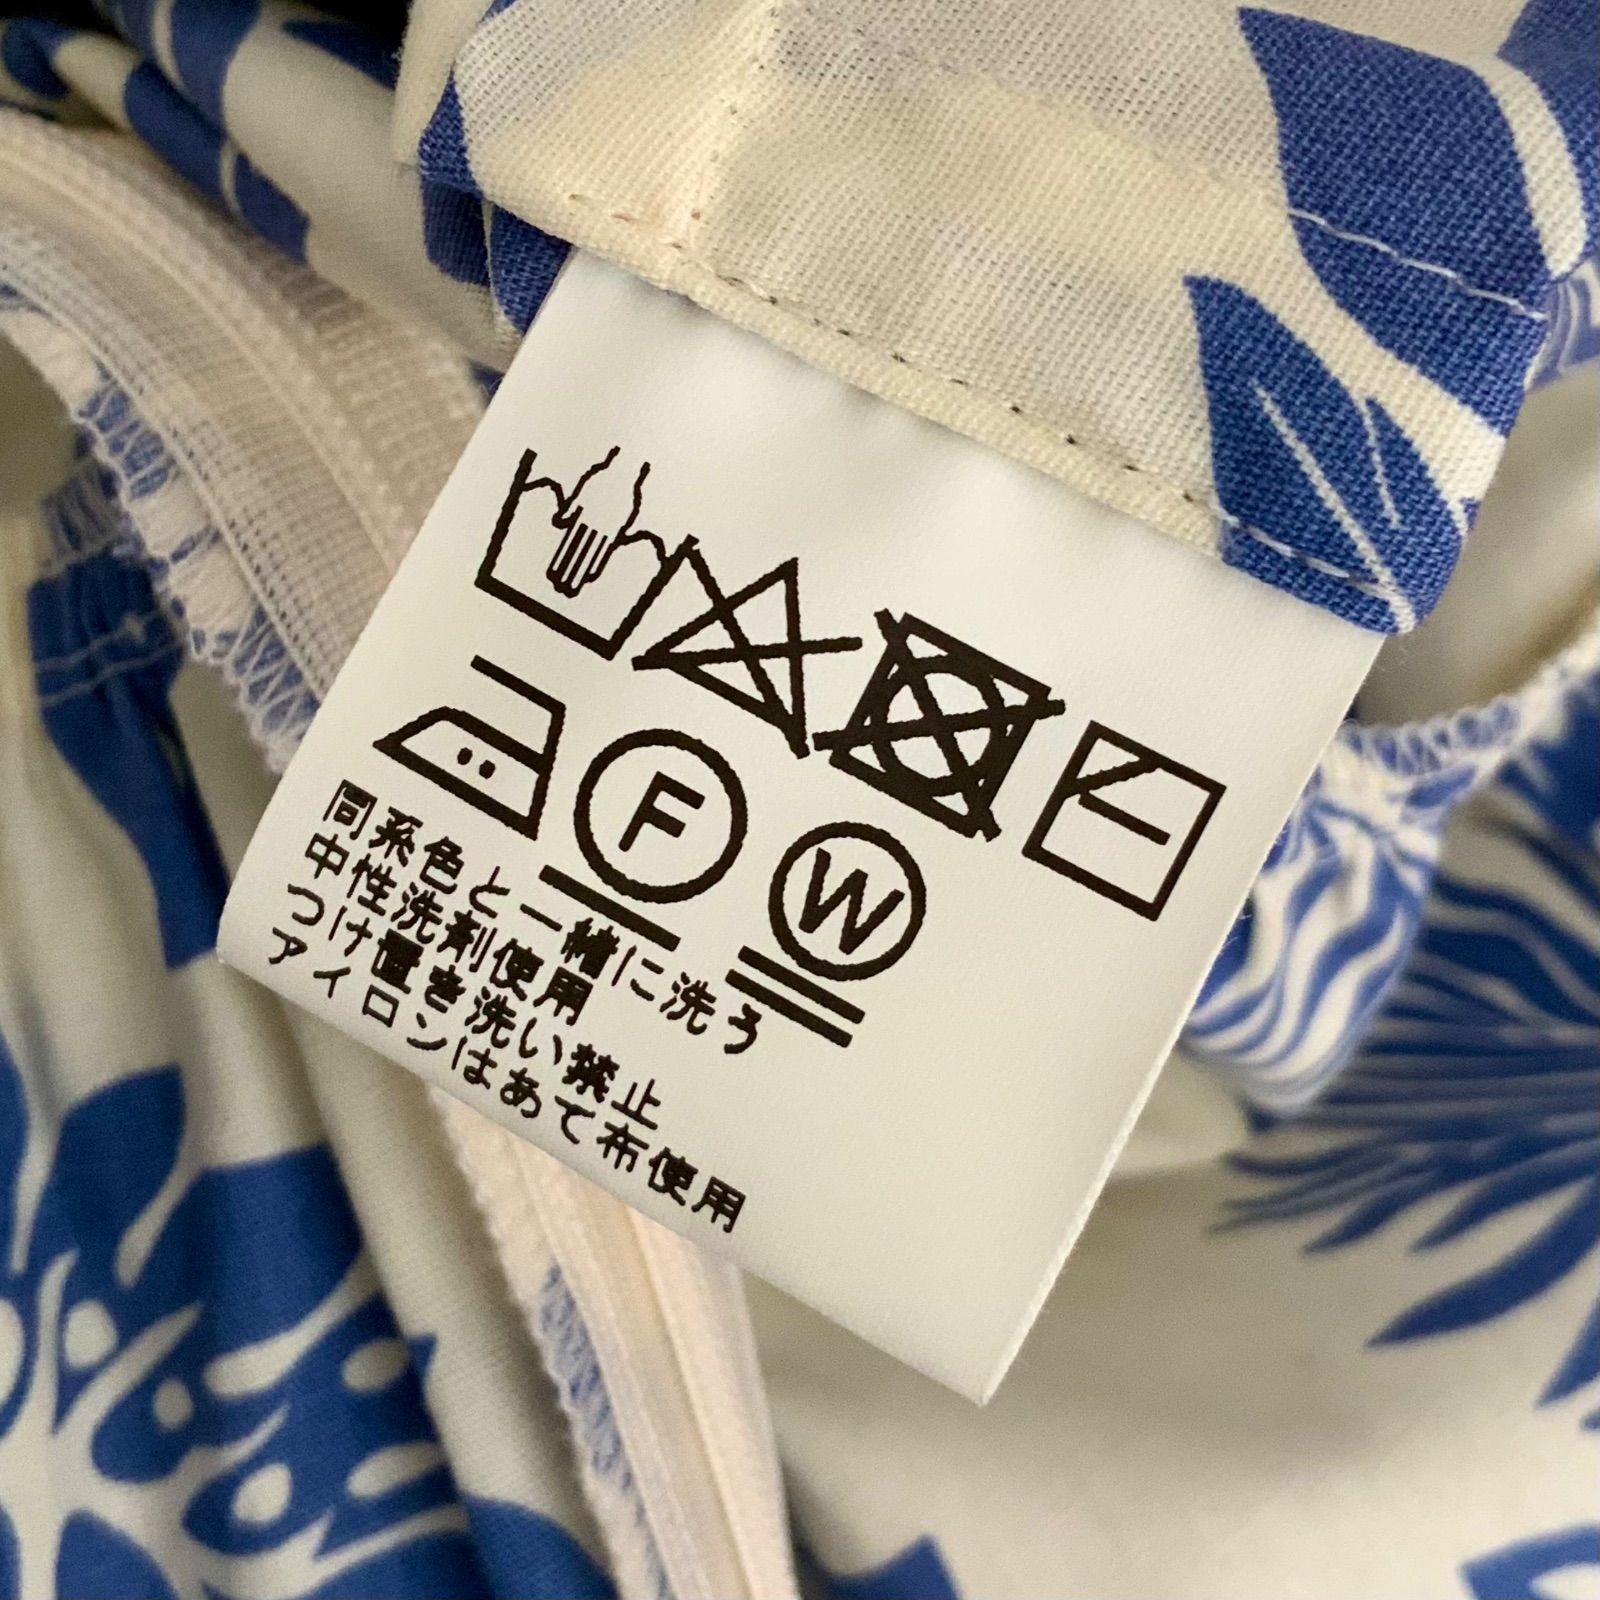 F
W
同系色と一緒に洗う
中性洗剤使用
つけ置き洗い禁止
アイロンはあて布使用